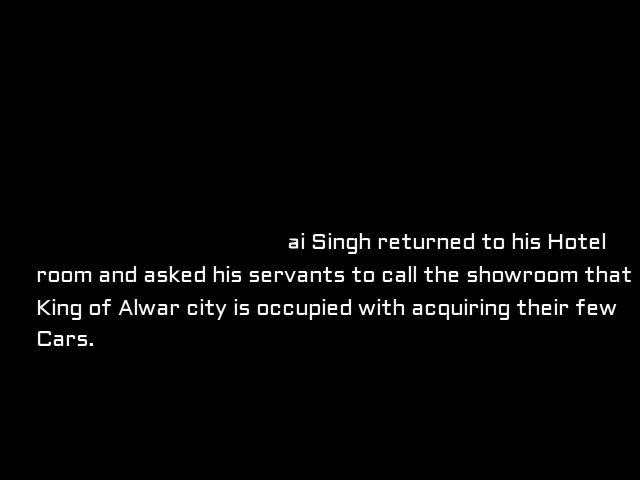 ai Singh returned to his Hotel
room and asked his servants to call the showroom that
King of Alwar city is occupied with acquiring their few
Cars.